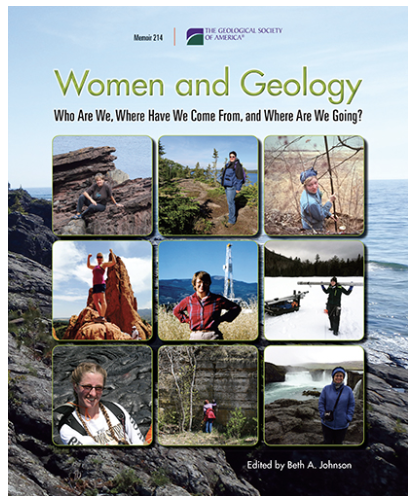 Memoir 214
THE GEOLOGICAL SOCIETY
OF AMERICA®
Women and Geology
Who Are We, Where Have We Come From, and Where Are We Going?
Edited by Beth A. Johnson